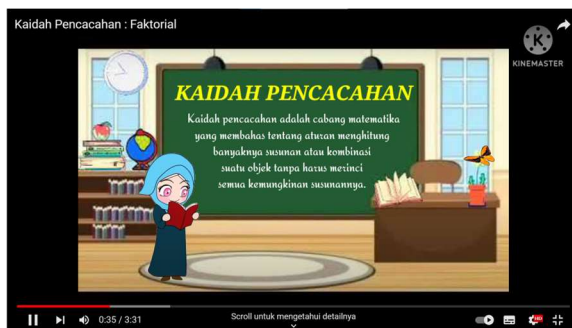 Kaidah Pencacahan : Faktorial
KINEMASTER
KAIDAH PENCACAHAN
Kaidah pencacahan adalah cabang matematika
yang membahas tentang aturan menghitung
banyaknya susunan atau kombinasi
suatu objek tanpa harus merinci
semua kemungkinan susunannya.
0:35 / 3:31
Scroll untuk mengetahui detailnya
HD